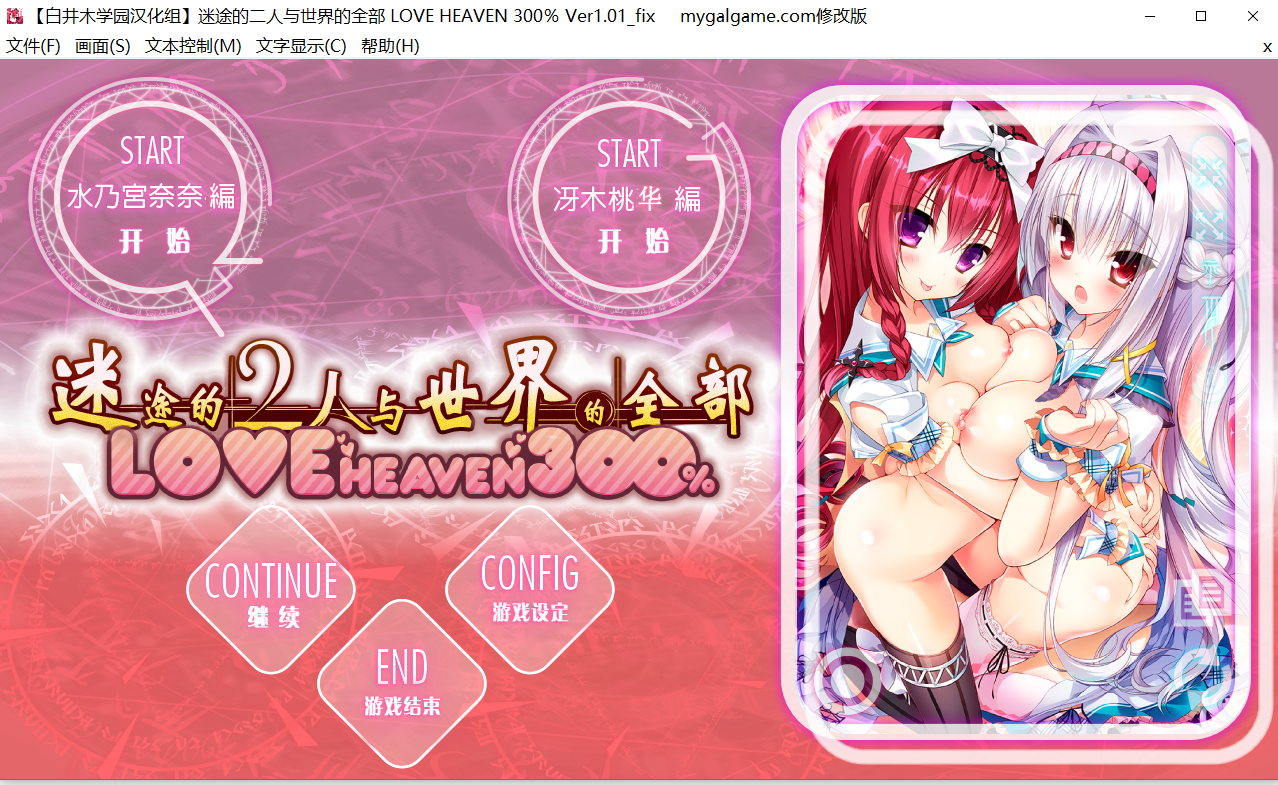 【白井木学园汉化组】迷途的二人与世界的全部 LOVE HEAVEN 300% Ver1.01_fix mygalgame.com修改版
文件(F) 画面(S) 文本控制(M) 文字显示(C) 帮助(H)
x
START
水乃宮奈奈 編
开 始
START
冴木桃华 編
开 始
迷途的2人与世界的全部
LOVE HEAVEN 300%
CONTINUE
继 续
CONFIG
游戏设定
END
游戏结束